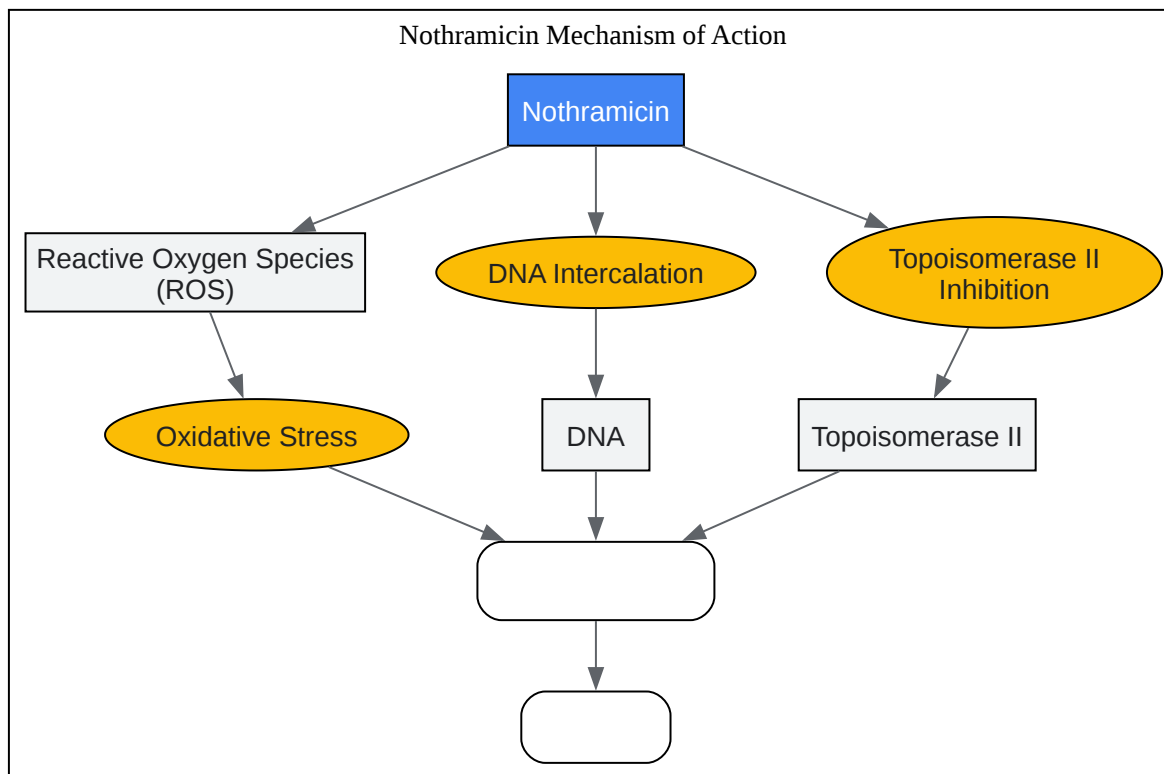 Nothramicin Mechanism of Action
Nothramicin
Reactive Oxygen Species
(ROS)
DNA Intercalation
Topoisomerase II
Inhibition
Oxidative Stress
DNA
Topoisomerase II